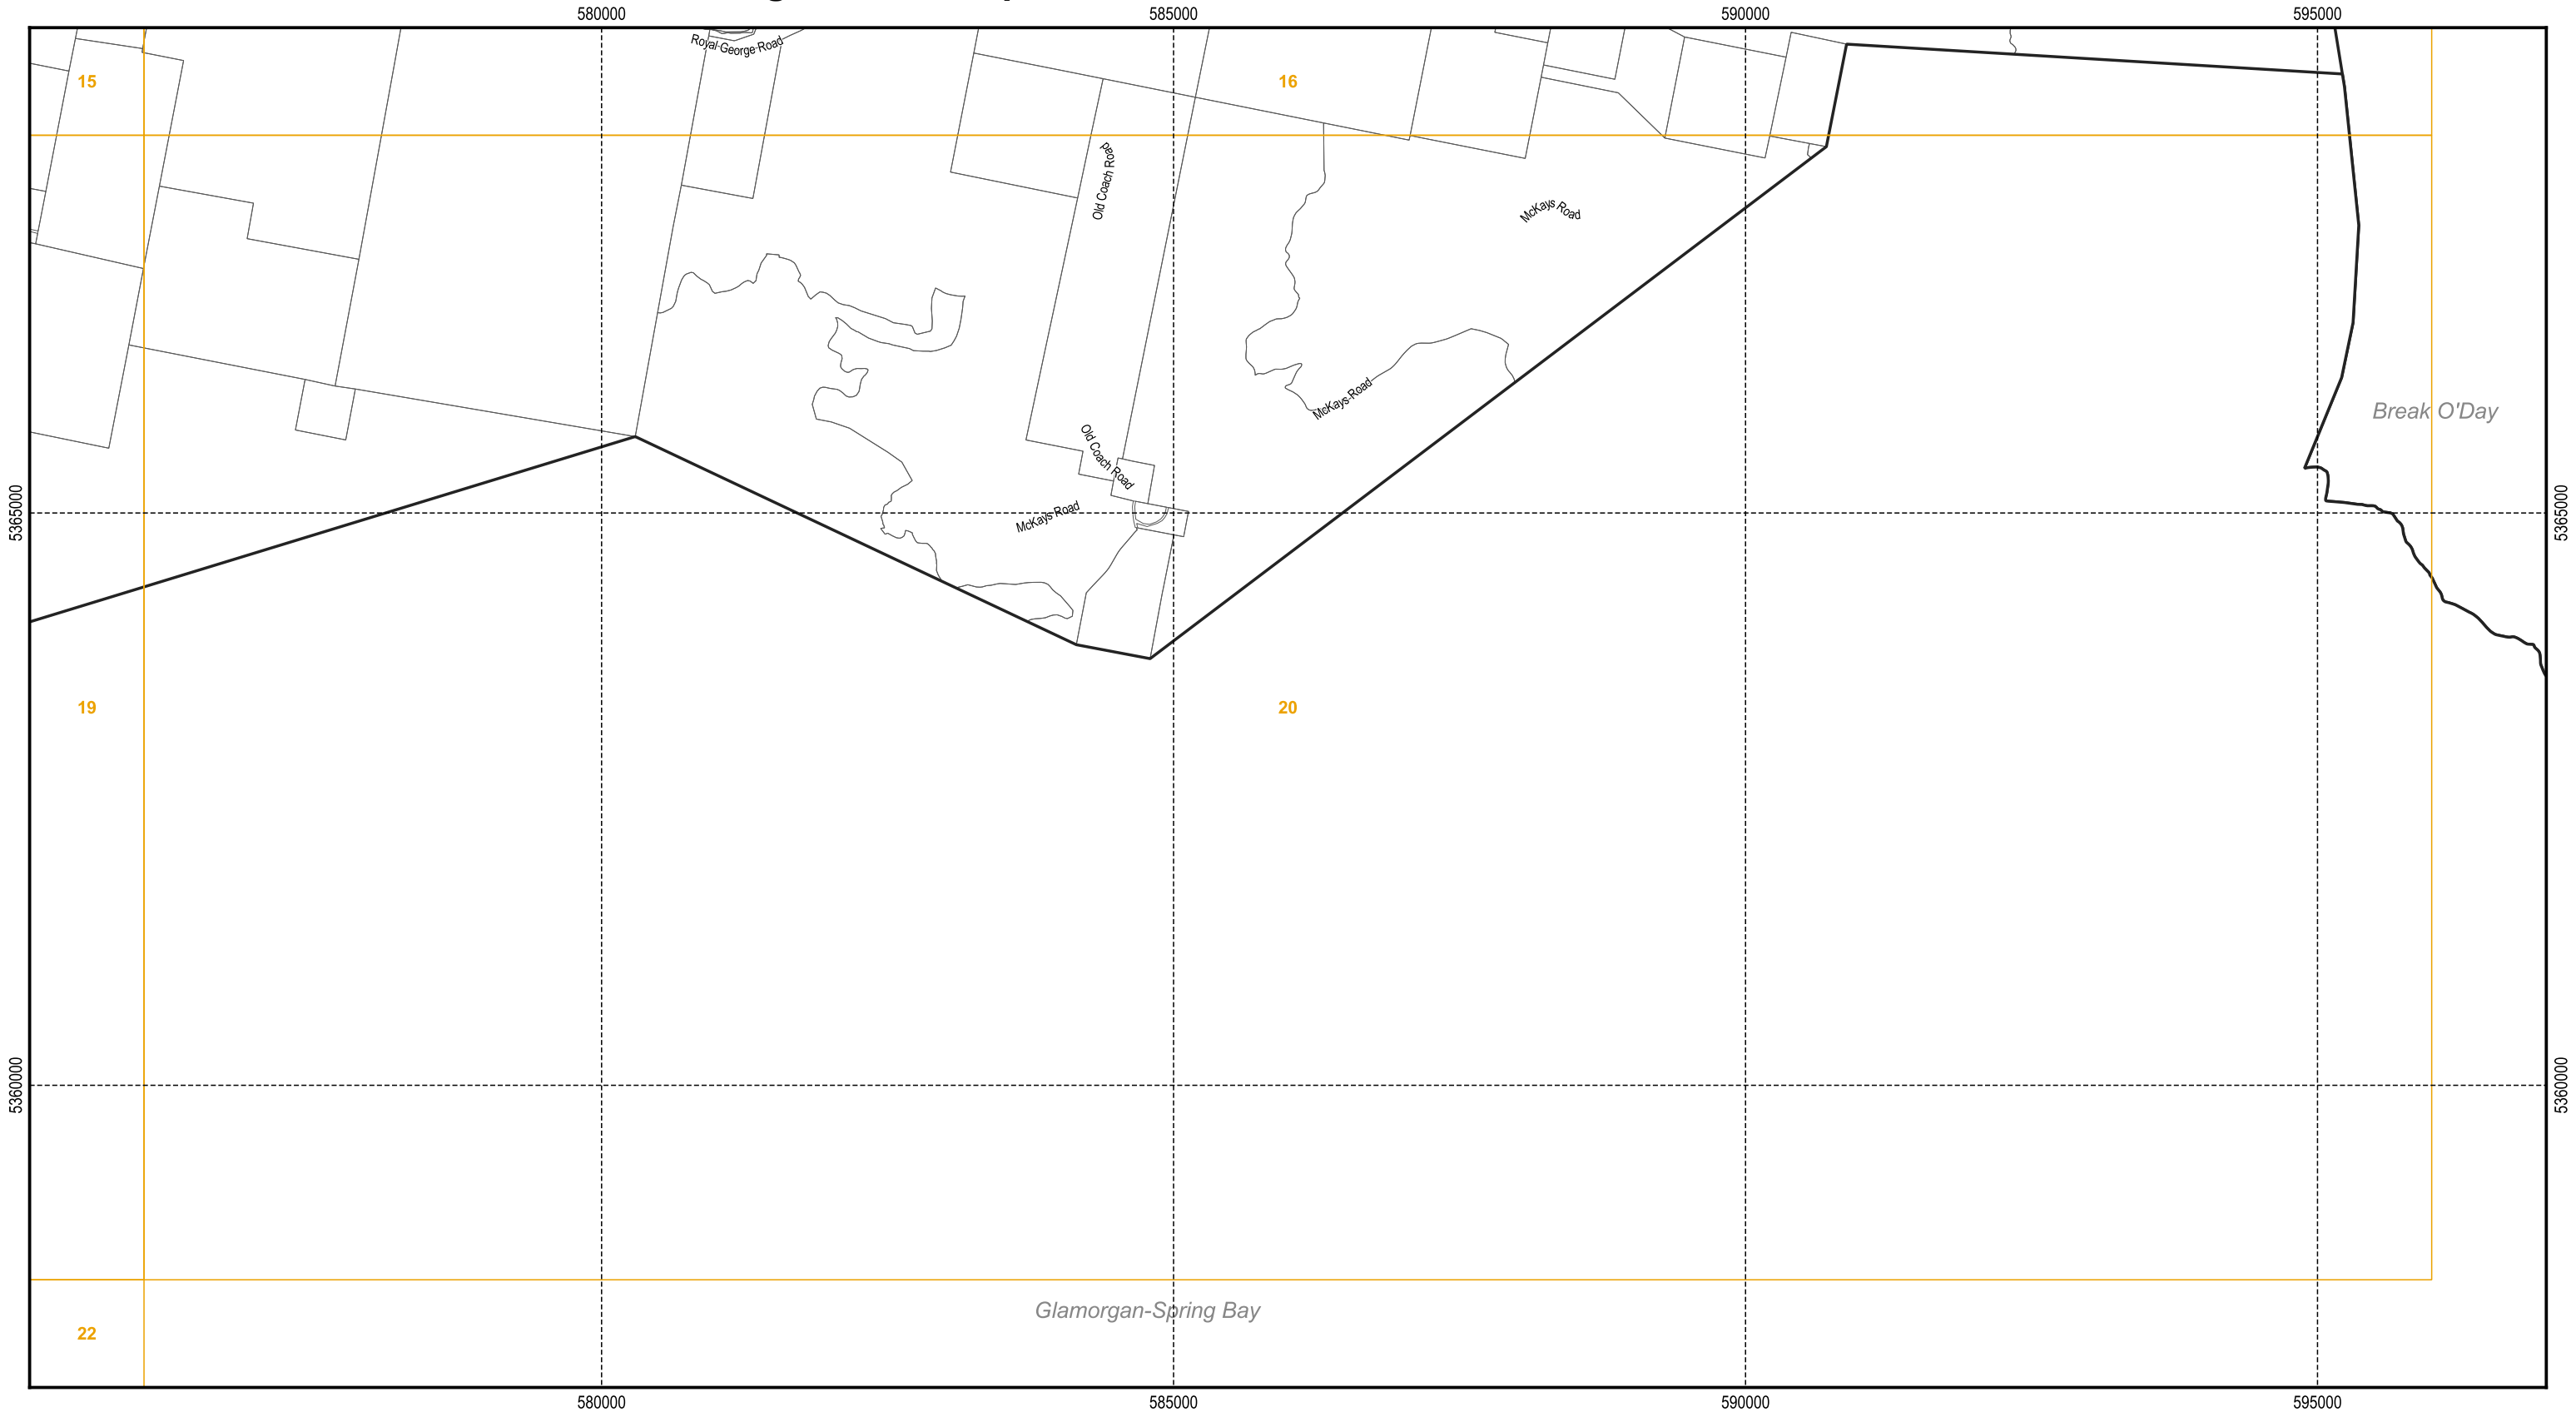 580000
585000
590000
595000
Royal George Road
15
16
Old Coach Road
McKays Road
McKays Road
Break O'Day
Old Coach Road
McKays Road
5365000
5365000
19
20
5360000
5360000
Glamorgan-Spring Bay
22
580000
585000
590000
595000